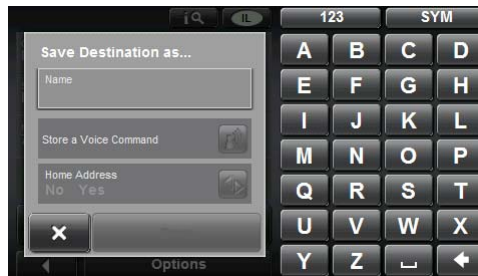 IL
123 SYM
Save Destination as...
Name
Store a Voice Command
Home Address
No Yes
Options
A B C D
E F G H
I J K L
M N O P
Q R S T
U V W X
Y Z